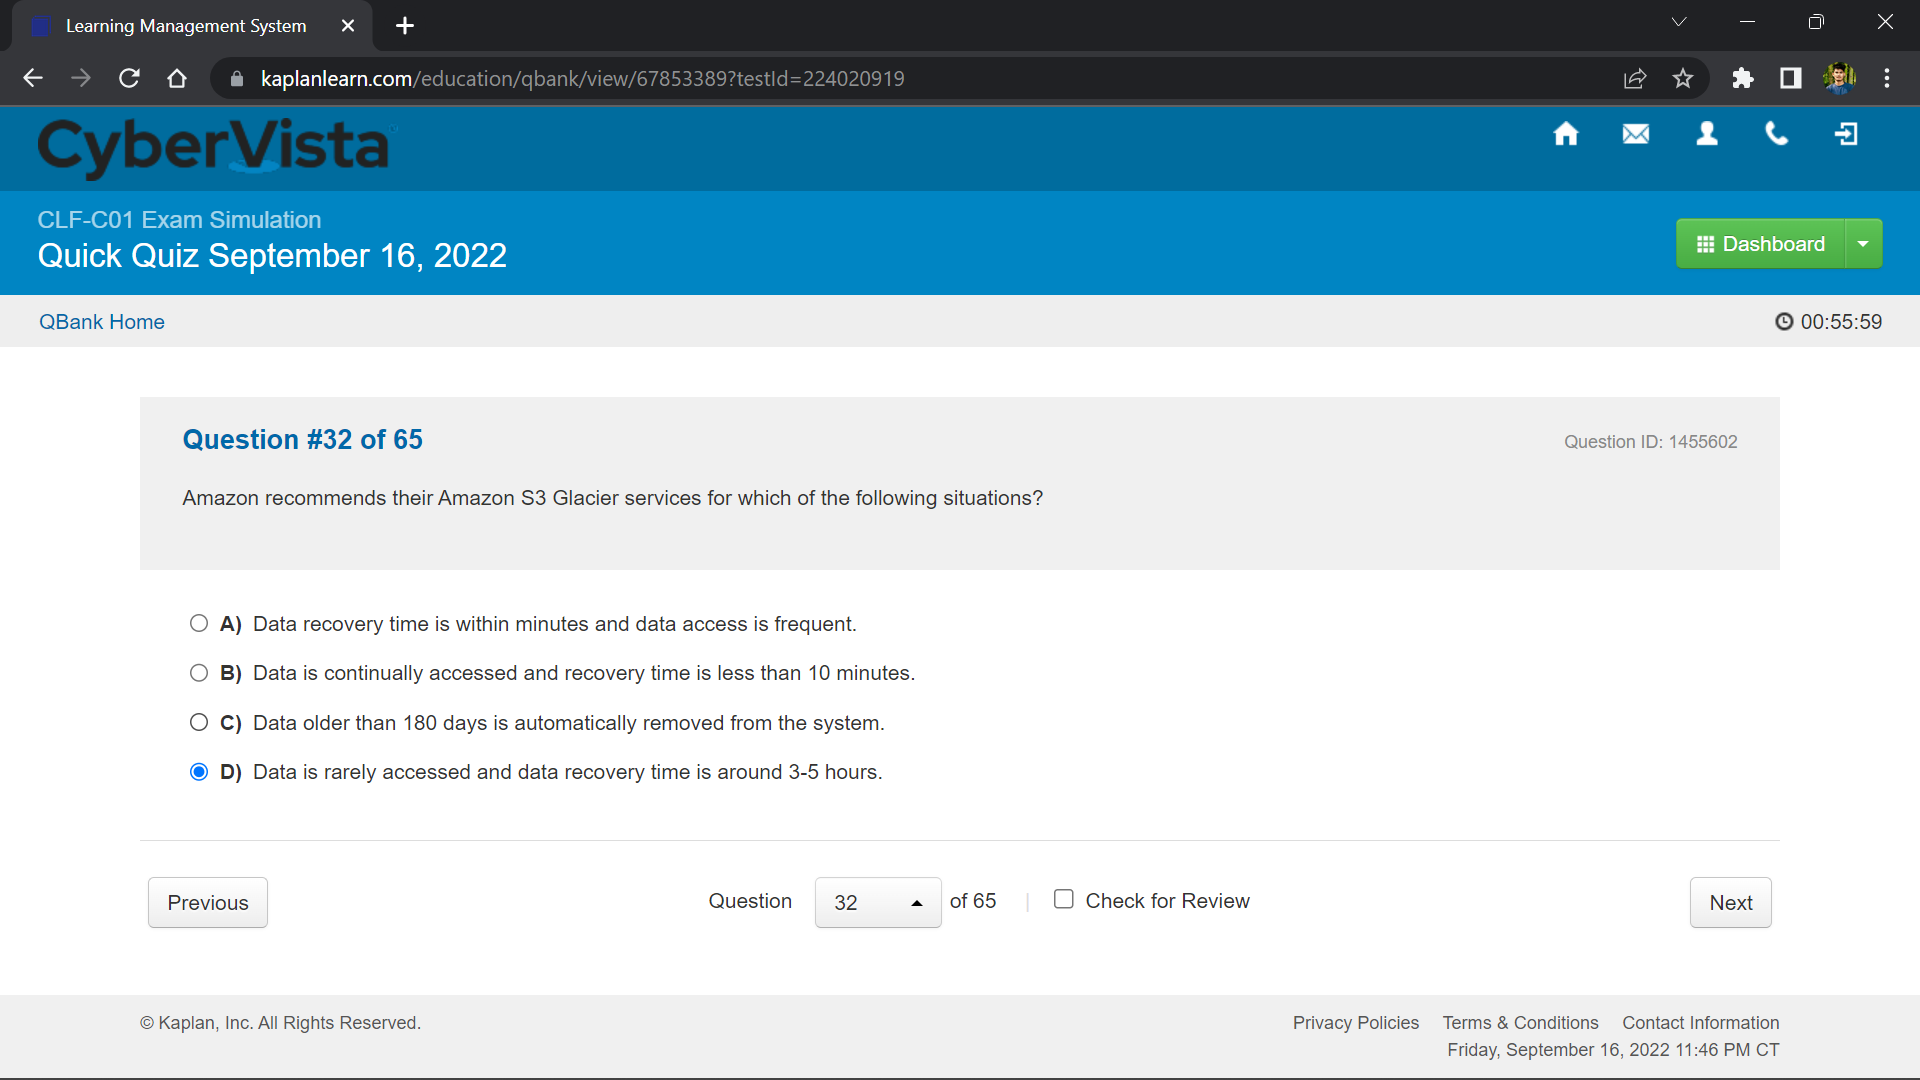 Learning Management System
kaplanlearn.com/education/qbank/view/67853389?testId=224020919
CyberVista
CLF-C01 Exam Simulation
Quick Quiz September 16, 2022
Dashboard
QBank Home
00:55:59
Question #32 of 65
Question ID: 1455602
Amazon recommends their Amazon S3 Glacier services for which of the following situations?
A) Data recovery time is within minutes and data access is frequent.
B) Data is continually accessed and recovery time is less than 10 minutes.
C) Data older than 180 days is automatically removed from the system.
D) Data is rarely accessed and data recovery time is around 3-5 hours.
Previous
Question 32 of 65 | Check for Review
Next
© Kaplan, Inc. All Rights Reserved.
Privacy Policies Terms & Conditions Contact Information
Friday, September 16, 2022 11:46 PM CT